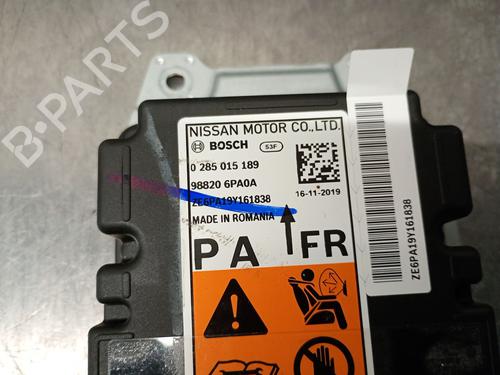 B-PARTS
NISSAN MOTOR CO.,LTD.
BOSCH
53F
0 285 015 189
98820 6PA0A
16-11-2019
ZE6PA19Y161838
MADE IN ROMANIA
PA
FR
ZE6PA19Y161838